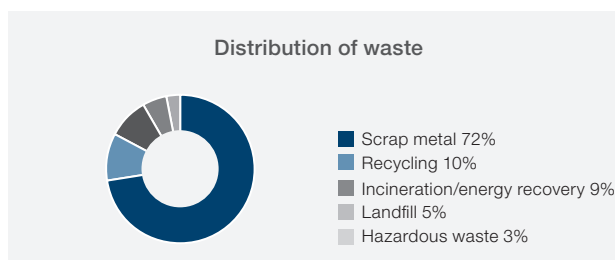 Distribution of waste
Scrap metal 72%
Recycling 10%
Incineration/energy recovery 9%
Landfill 5%
Hazardous waste 3%